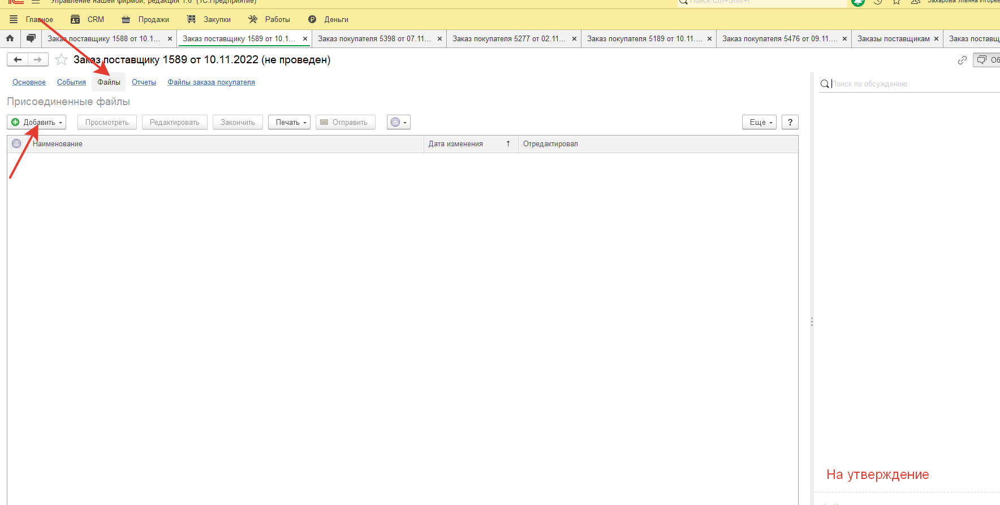 Управление нашей фирмой, редакция 1.6 (1С:Предприятие)
Поиск Ctrl+Shift+F
Захарова Ульяна Игорев
Главное CRM Продажи Закупки Работы Деньги
Заказ поставщику 1588 от 10.1... × Заказ поставщику 1589 от 10.1... × Заказ покупателя 5398 от 07.11... × Заказ покупателя 5277 от 02.11... × Заказ покупателя 5189 от 10.11.... × Заказ покупателя 5476 от 09.11.... × Заказы поставщикам × Заказ поставщ
Заказ поставщику 1589 от 10.11.2022 (не проведен)
Об
Основное События Файлы Отчеты Файлы заказа покупателя
Поиск по обсуждению
Присоединенные файлы
Добавить Просмотреть Редактировать Закончить Печать Отправить Еще ?
Наименование Дата изменения ↑ Отредактировал
На утверждение